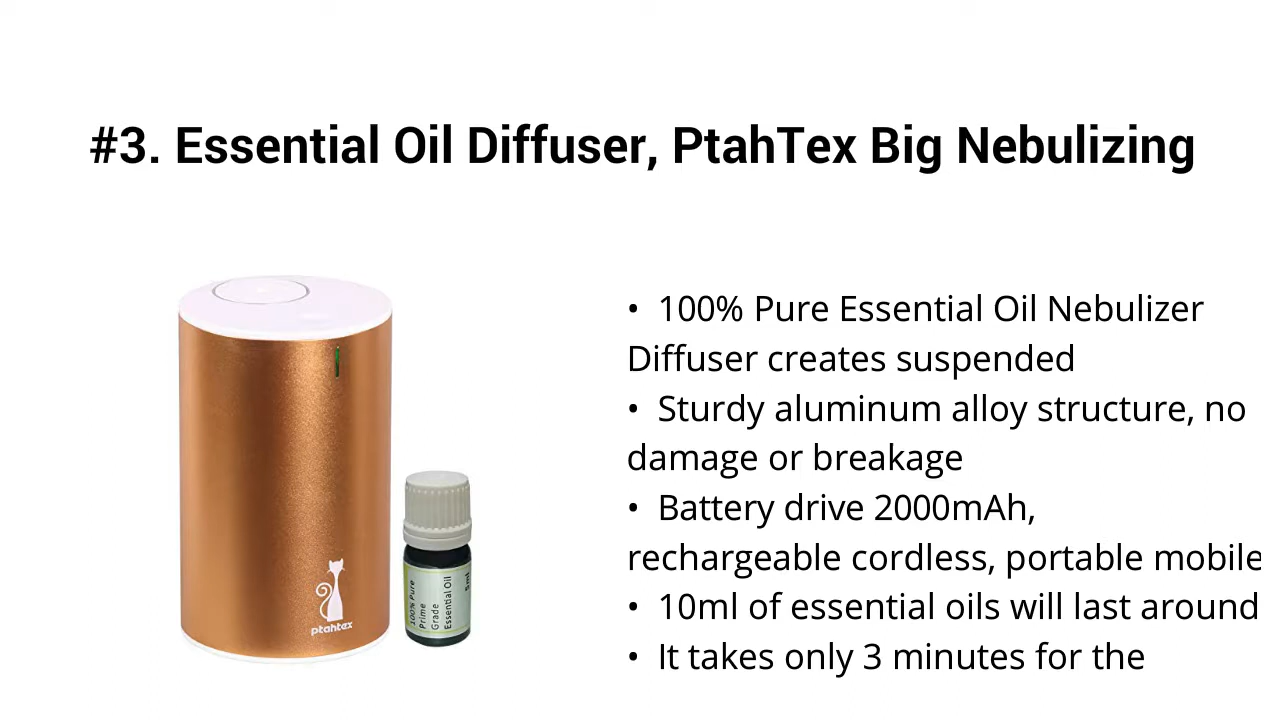 #3. Essential Oil Diffuser, PtahTex Big Nebulizing
• 100% Pure Essential Oil Nebulizer
Diffuser creates suspended
• Sturdy aluminum alloy structure, no
damage or breakage
• Battery drive 2000mAh,
rechargeable cordless, portable mobile
• 10ml of essential oils will last around
• It takes only 3 minutes for the
ptahtex
100% Pure
Prime
Grade
Essential Oil
5ml